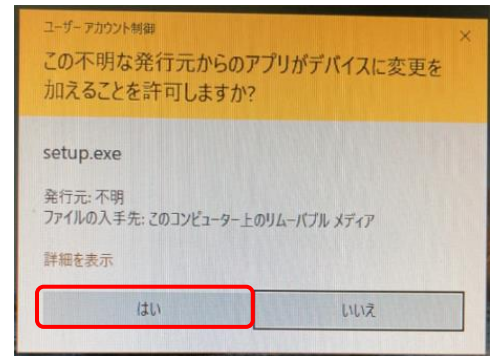 ユーザー アカウント制御
×
この不明な発行元からのアプリがデバイスに変更を
加えることを許可しますか?
setup.exe
発行元: 不明
ファイルの入手先: このコンピューター上のリムーバブル メディア
詳細を表示
はい
いいえ